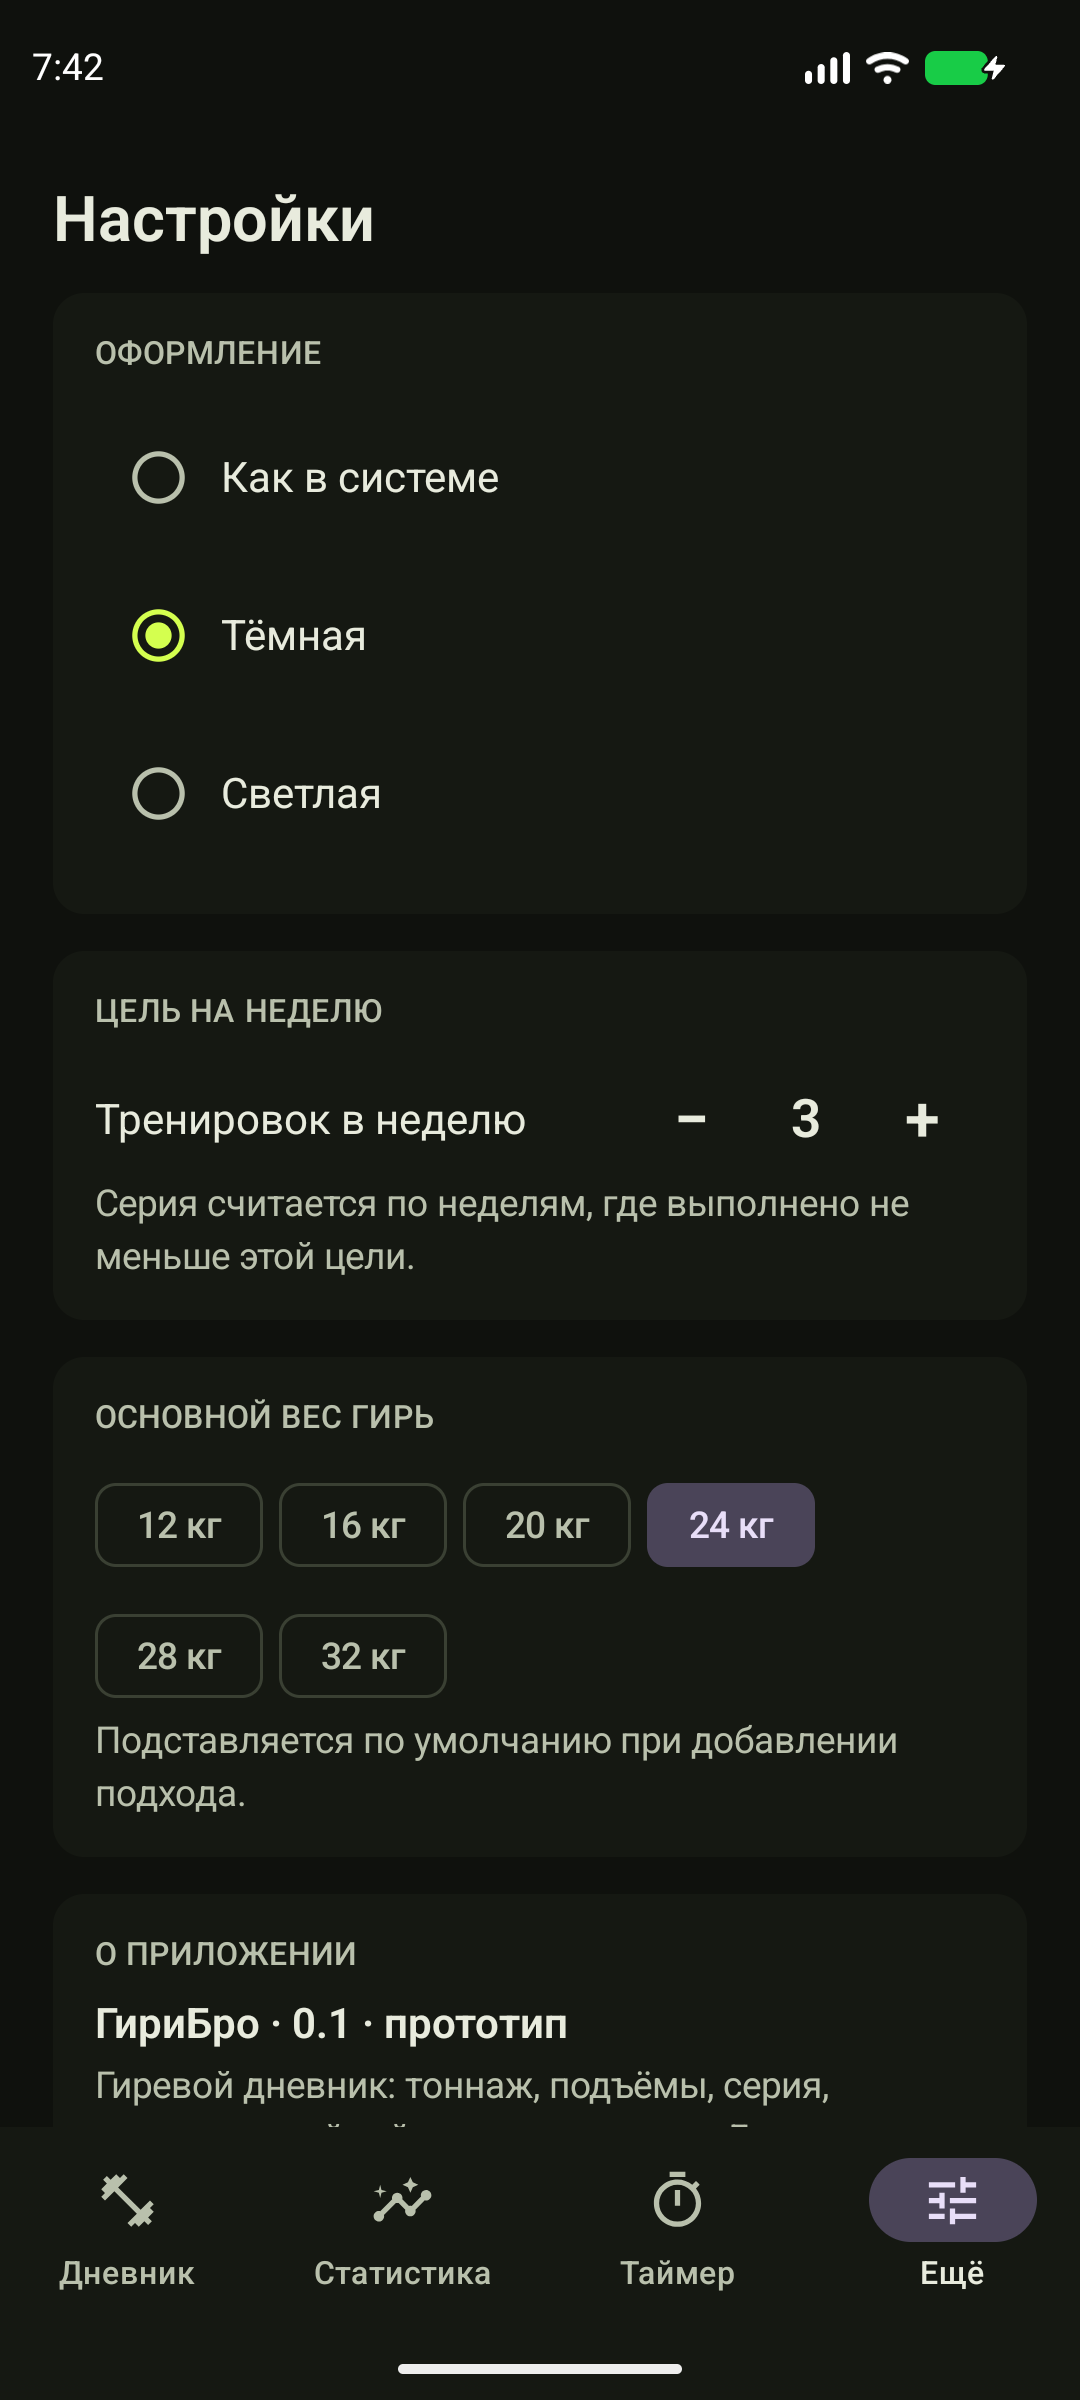 7:42
Настройки
ОФОРМЛЕНИЕ
Как в системе
Тёмная
Светлая
ЦЕЛЬ НА НЕДЕЛЮ
Тренировок в неделю − 3 +
Серия считается по неделям, где выполнено не
меньше этой цели.
ОСНОВНОЙ ВЕС ГИРЬ
12 кг 16 кг 20 кг 24 кг
28 кг 32 кг
Подставляется по умолчанию при добавлении
подхода.
О ПРИЛОЖЕНИИ
ГириБро · 0.1 · прототип
Гиревой дневник: тоннаж, подъёмы, серия,
Дневник Статистика Таймер Ещё